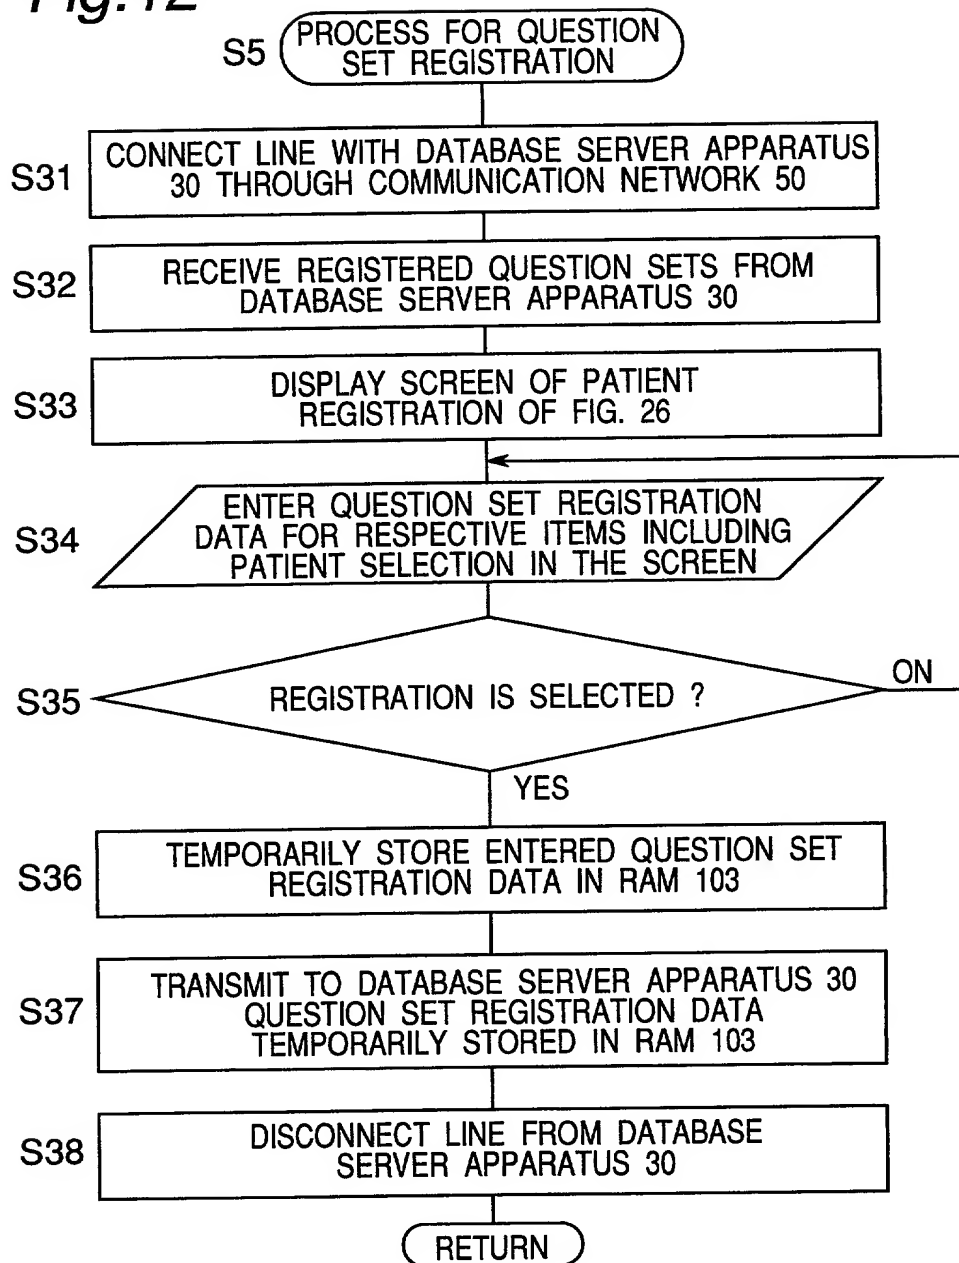 Fig.12
S5
PROCESS FOR QUESTION
SET REGISTRATION
S31
CONNECT LINE WITH DATABASE SERVER APPARATUS
30 THROUGH COMMUNICATION NETWORK 50
S32
RECEIVE REGISTERED QUESTION SETS FROM
DATABASE SERVER APPARATUS 30
S33
DISPLAY SCREEN OF PATIENT
REGISTRATION OF FIG. 26
S34
ENTER QUESTION SET REGISTRATION
DATA FOR RESPECTIVE ITEMS INCLUDING
PATIENT SELECTION IN THE SCREEN
S35
REGISTRATION IS SELECTED ?
ON
YES
S36
TEMPORARILY STORE ENTERED QUESTION SET
REGISTRATION DATA IN RAM 103
S37
TRANSMIT TO DATABASE SERVER APPARATUS 30
QUESTION SET REGISTRATION DATA
TEMPORARILY STORED IN RAM 103
S38
DISCONNECT LINE FROM DATABASE
SERVER APPARATUS 30
RETURN